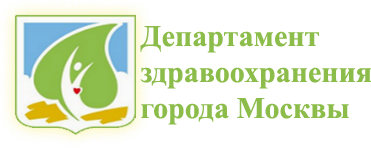 Департамент
здравоохранения
города Москвы